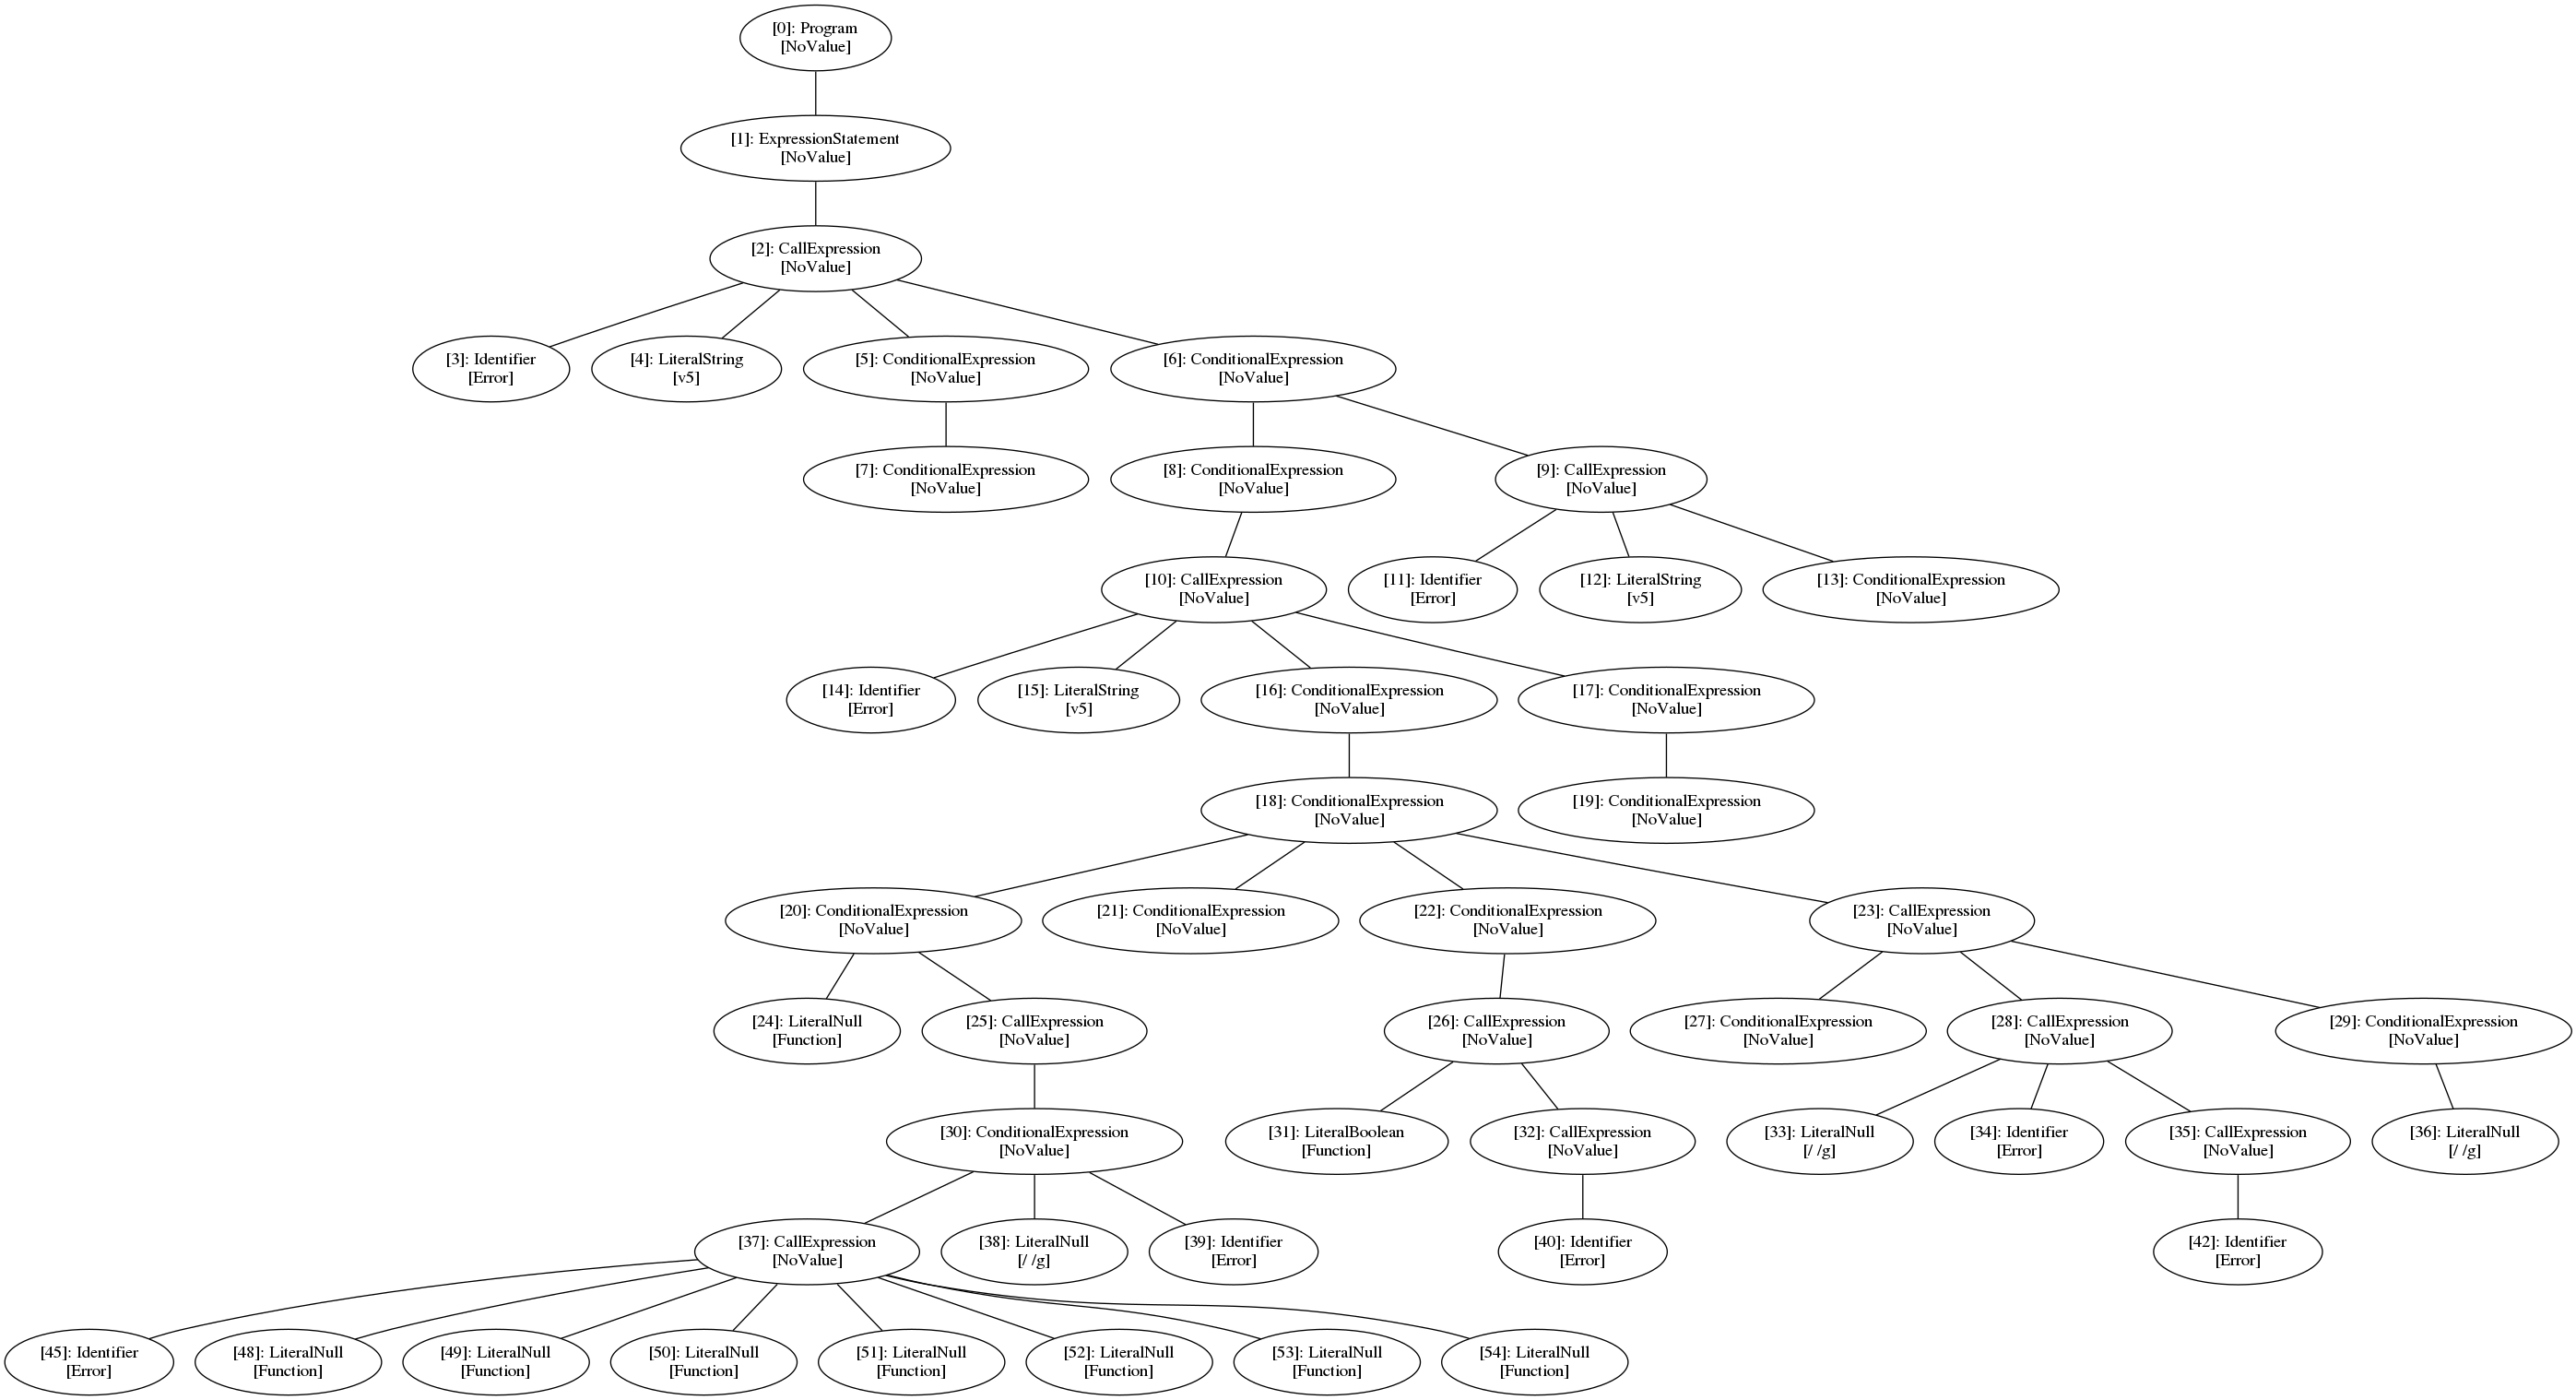 [0]: Program
[NoValue]
[1]: ExpressionStatement
[NoValue]
[2]: CallExpression
[NoValue]
[3]: Identifier
[Error]
[4]: LiteralString
[v5]
[5]: ConditionalExpression
[NoValue]
[6]: ConditionalExpression
[NoValue]
[7]: ConditionalExpression
[NoValue]
[8]: ConditionalExpression
[NoValue]
[9]: CallExpression
[NoValue]
[10]: CallExpression
[NoValue]
[11]: Identifier
[Error]
[12]: LiteralString
[v5]
[13]: ConditionalExpression
[NoValue]
[14]: Identifier
[Error]
[15]: LiteralString
[v5]
[16]: ConditionalExpression
[NoValue]
[17]: ConditionalExpression
[NoValue]
[18]: ConditionalExpression
[NoValue]
[19]: ConditionalExpression
[NoValue]
[20]: ConditionalExpression
[NoValue]
[21]: ConditionalExpression
[NoValue]
[22]: ConditionalExpression
[NoValue]
[23]: CallExpression
[NoValue]
[24]: LiteralNull
[Function]
[25]: CallExpression
[NoValue]
[26]: CallExpression
[NoValue]
[27]: ConditionalExpression
[NoValue]
[28]: CallExpression
[NoValue]
[29]: ConditionalExpression
[NoValue]
[30]: ConditionalExpression
[NoValue]
[31]: LiteralBoolean
[Function]
[32]: CallExpression
[NoValue]
[33]: LiteralNull
[/ /g]
[34]: Identifier
[Error]
[35]: CallExpression
[NoValue]
[36]: LiteralNull
[/ /g]
[37]: CallExpression
[NoValue]
[38]: LiteralNull
[/ /g]
[39]: Identifier
[Error]
[40]: Identifier
[Error]
[42]: Identifier
[Error]
[45]: Identifier
[Error]
[48]: LiteralNull
[Function]
[49]: LiteralNull
[Function]
[50]: LiteralNull
[Function]
[51]: LiteralNull
[Function]
[52]: LiteralNull
[Function]
[53]: LiteralNull
[Function]
[54]: LiteralNull
[Function]